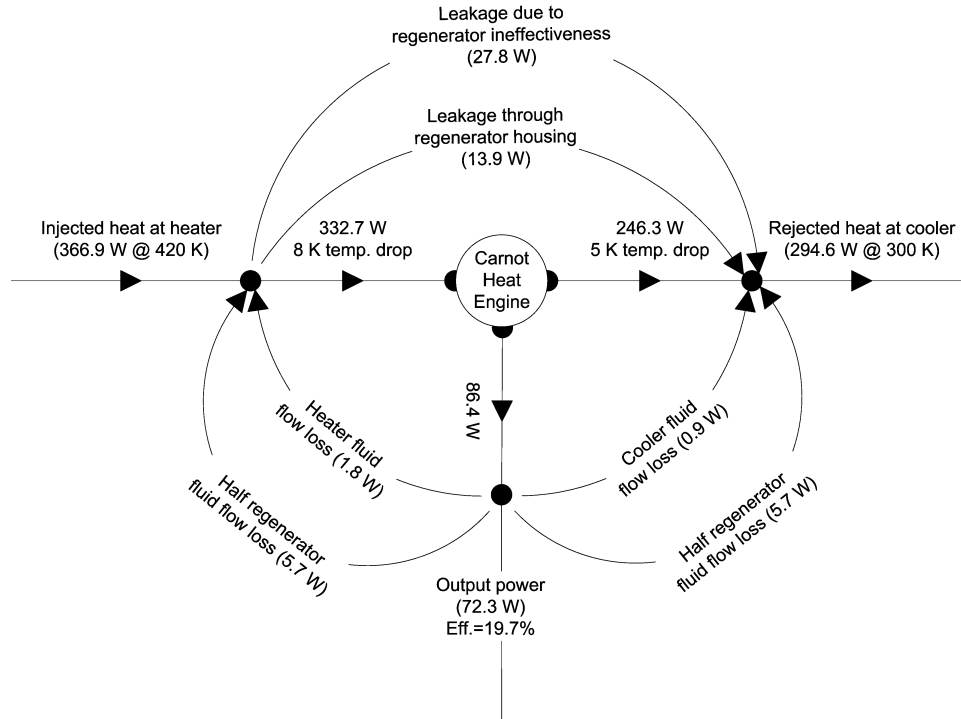 Leakage due to
regenerator ineffectiveness
(27.8 W)
Leakage through
regenerator housing
(13.9 W)
Injected heat at heater
(366.9 W @ 420 K)
332.7 W
8 K temp. drop
Carnot
Heat
Engine
246.3 W
5 K temp. drop
Rejected heat at cooler
(294.6 W @ 300 K)
86.4 W
Heater fluid
flow loss (1.8 W)
Cooler fluid
flow loss (0.9 W)
Half regenerator
fluid flow loss (5.7 W)
Half regenerator
fluid flow loss (5.7 W)
Output power
(72.3 W)
Eff.=19.7%